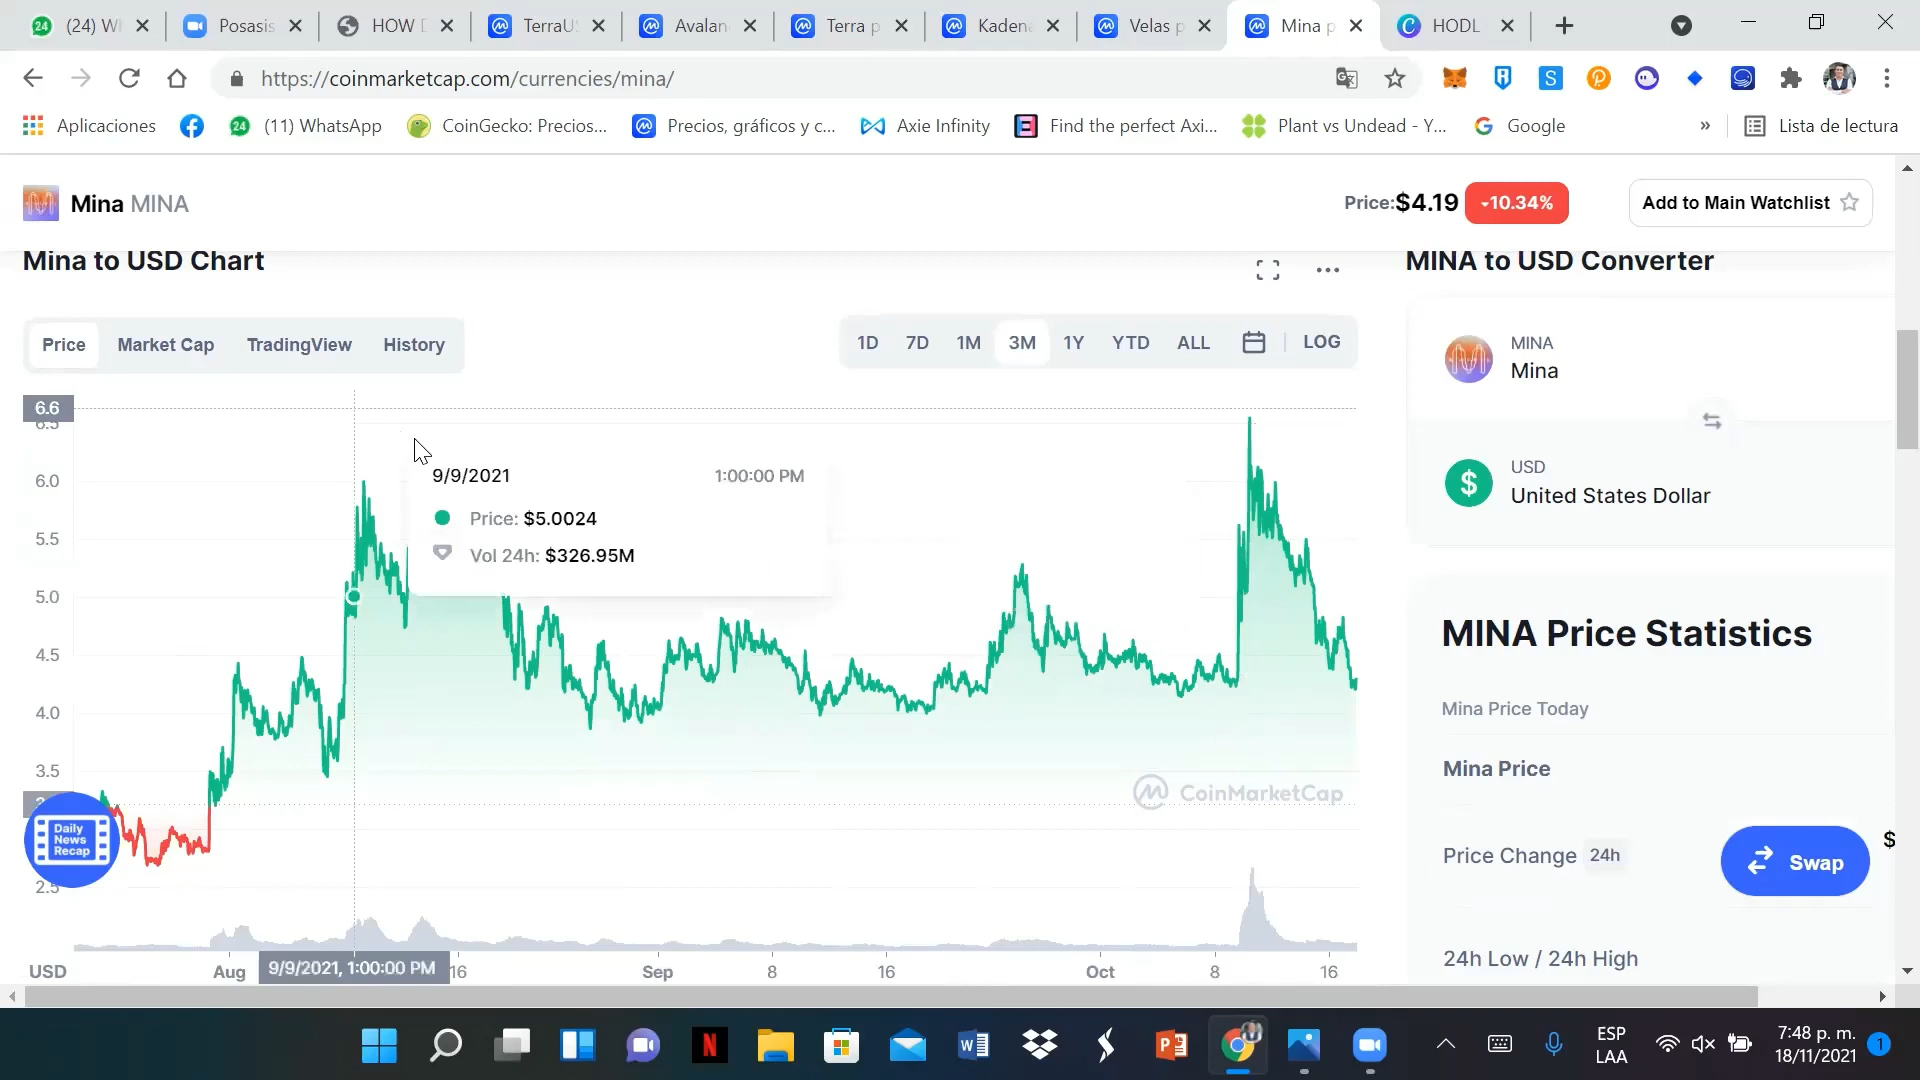 24
(24) W
Posasis
HOW
TerraU
Avalan
Terra p
Kadena
Velas p
Mina p
HODL
https://coinmarketcap.com/currencies/mina/
Aplicaciones
24
(11) WhatsApp
CoinGecko: Precios...
Precios, gráficos y c...
Axie Infinity
Find the perfect Axi...
Plant vs Undead - Y...
Google
»
Lista de lectura
Mina MINA
Price:$4.19
-10.34%
Add to Main Watchlist
Mina to USD Chart
MINA to USD Converter
Price
Market Cap
TradingView
History
1D
7D
1M
3M
1Y
YTD
ALL
LOG
MINA
Mina
USD
United States Dollar
6.6
6.5
6.0
5.5
5.0
4.5
4.0
3.5
2.5
9/9/2021
1:00:00 PM
Price: $5.0024
Vol 24h: $326.95M
CoinMarketCap
Daily
News
Recap
MINA Price Statistics
Mina Price Today
Mina Price
Price Change 24h
$
Swap
24h Low / 24h High
USD
Aug
9/9/2021, 1:00:00 PM
16
Sep
8
16
Oct
8
16
ESP
LAA
7:48 p. m.
18/11/2021
1